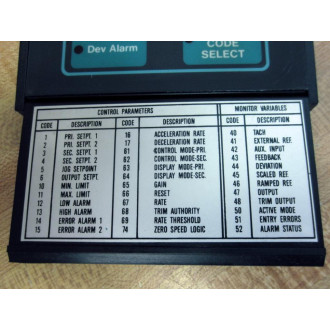 Dev Alarm
CODE
SELECT
CONTROL PARAMETERS MONITOR VARIABLES
CODE DESCRIPTION CODE DESCRIPTION CODE DESCRIPTION
1 PRI. SETPT. 1 16 ACCELERATION RATE 40 TACH
2 PRI. SETPT. 2 17 DECELERATION RATE 41 EXTERNAL REF.
3 SEC. SETPT. 1 61 CONTROL MODE-PRI. 42 AUX. INPUT
4 SEC. SETPT. 2 62 CONTROL MODE-SEC. 43 FEEDBACK
5 JOG SETPOINT 63 DISPLAY MODE-PRI. 44 DEVIATION
6 OUTPUT SETPT. 64 DISPLAY MODE-SEC. 45 SCALED REF.
10 MIN. LIMIT 65 GAIN 46 RAMPED REF.
11 MAX. LIMIT 66 RESET 47 OUTPUT
12 LOW ALARM 67 RATE 48 TRIM OUTPUT
13 HIGH ALARM 68 TRIM AUTHORITY 50 ACTIVE MODE
14 ERROR ALARM 1 69 RATE THRESHOLD 51 ENTRY ERRORS
15 ERROR ALARM 2 74 ZERO SPEED LOGIC 52 ALARM STATUS